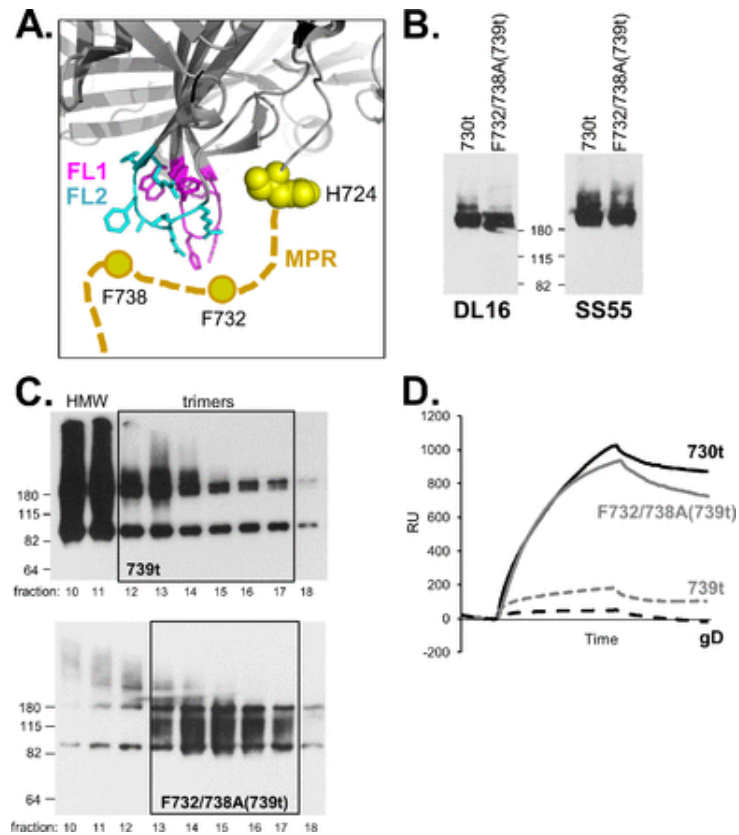 A.
FL1
FL2
H724
MPR
F738
F732
B.
730t
F732/738A(739t)
730t
F732/738A(739t)
180
115
82
DL16
SS55
C.
HMW
trimers
180
115
82
64
739t
fraction: 10 11 12 13 14 15 16 17 18
180
115
82
64
F732/738A(739t)
fraction: 10 11 12 13 14 15 16 17 18
D.
1200
1000
800
600
400
200
0
-200
RU
Time
730t
F732/738A(739t)
739t
gD